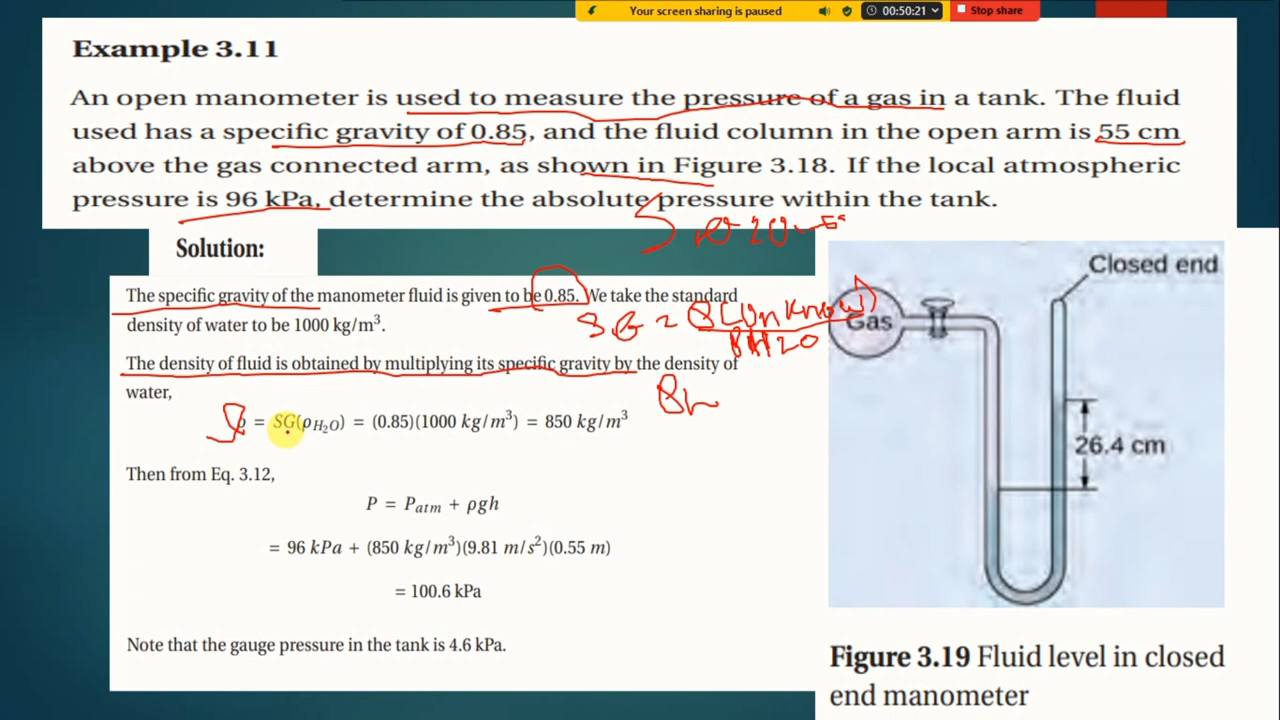 Your screen sharing is paused
00:50:21
Stop share
Example 3.11
An open manometer is used to measure the pressure of a gas in a tank. The fluid
used has a specific gravity of 0.85, and the fluid column in the open arm is 55 cm
above the gas connected arm, as shown in Figure 3.18. If the local atmospheric
pressure is 96 kPa, determine the absolute pressure within the tank.
Solution:
The specific gravity of the manometer fluid is given to be 0.85. We take the standard
density of water to be 1000 kg/m³.
S.G = (Unknow)
H20
The density of fluid is obtained by multiplying its specific gravity by the density of
water,
= SG(ρH₂O) = (0.85)(1000 kg/m³) = 850 kg/m³
Then from Eq. 3.12,
P = Patm + ρgh
= 96 kPa + (850 kg/m³)(9.81 m/s²)(0.55 m)
= 100.6 kPa
Note that the gauge pressure in the tank is 4.6 kPa.
Closed end
Gas
26.4 cm
Figure 3.19 Fluid level in closed
end manometer